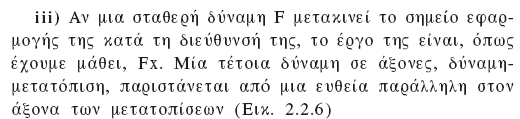 iii) Αν μια σταθερή δύναμη F μετακινεί το σημείο εφαρ-
μογής της κατά τη διεύθυνσή της, το έργο της είναι, όπως
έχουμε μάθει, Fx. Μία τέτοια δύναμη σε άξονες, δύναμη-
μετατόπιση, παριστάνεται από μια ευθεία παράλληλη στον
άξονα των μετατοπίσεων (Εικ. 2.2.6)